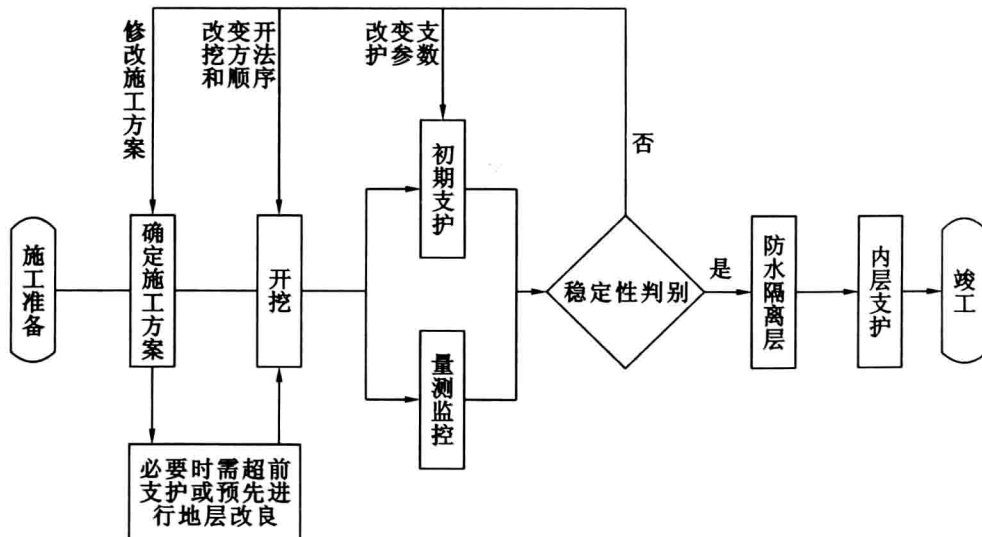 修改施工方案
改变开
挖方法
和顺序
改变支
护参数
否
施工准备
确定施工方案
开挖
初期支护
量测监控
稳定性判别
是
防水隔离层
内层支护
竣工
必要时需超前
支护或预先进
行地层改良